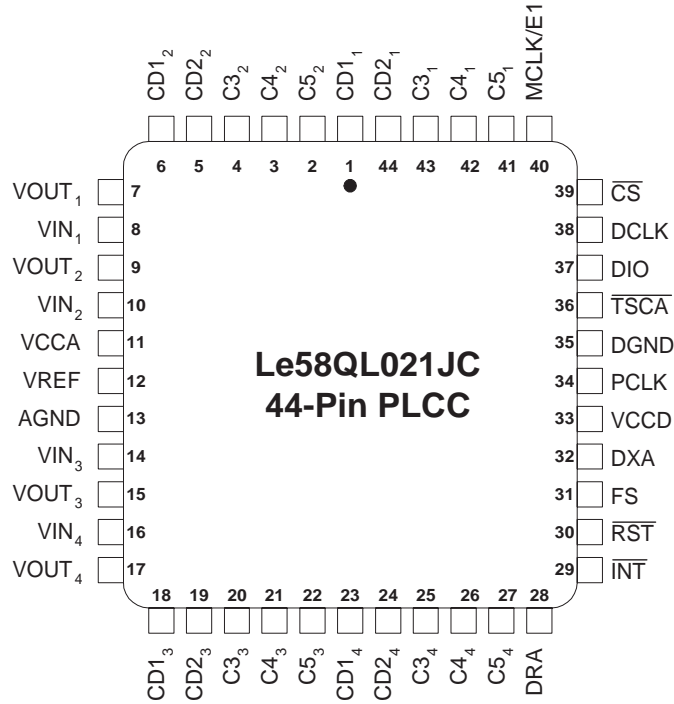 CD1₂ CD2₂ C3₂ C4₂ C5₂ CD1₁ CD2₁ C3₁ C4₁ C5₁ MCLK/E1
6 5 4 3 2 1 44 43 42 41 40
VOUT₁ 7 39 C̅S̅
VIN₁ 8 38 DCLK
VOUT₂ 9 37 DIO
VIN₂ 10 36 T̅S̅C̅A̅
VCCA 11 35 DGND
VREF 12 34 PCLK
AGND 13 33 VCCD
VIN₃ 14 32 DXA
VOUT₃ 15 31 FS
VIN₄ 16 30 R̅S̅T̅
VOUT₄ 17 29 I̅N̅T̅
Le58QL021JC
44-Pin PLCC
18 19 20 21 22 23 24 25 26 27 28
CD1₃ CD2₃ C3₃ C4₃ C5₃ CD1₄ CD2₄ C3₄ C4₄ C5₄ DRA